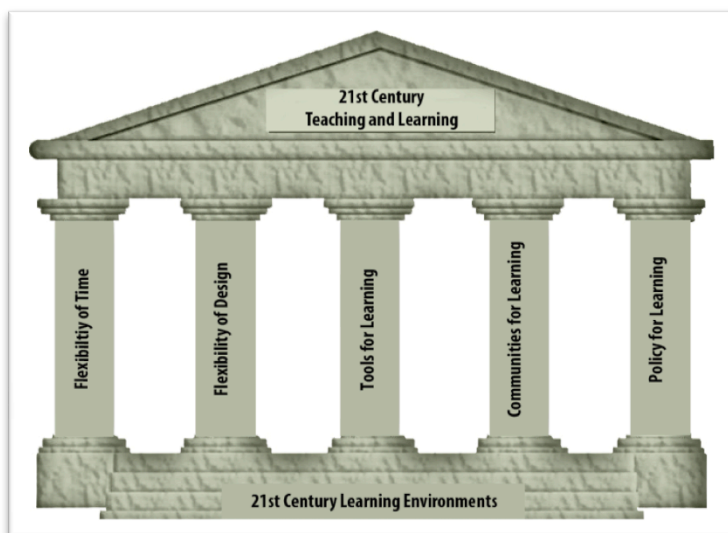 21st Century
Teaching and Learning
Flexibiltiy of Time
Flexibility of Design
Tools for Learning
Communities for Learning
Policy for Learning
21st Century Learning Environments